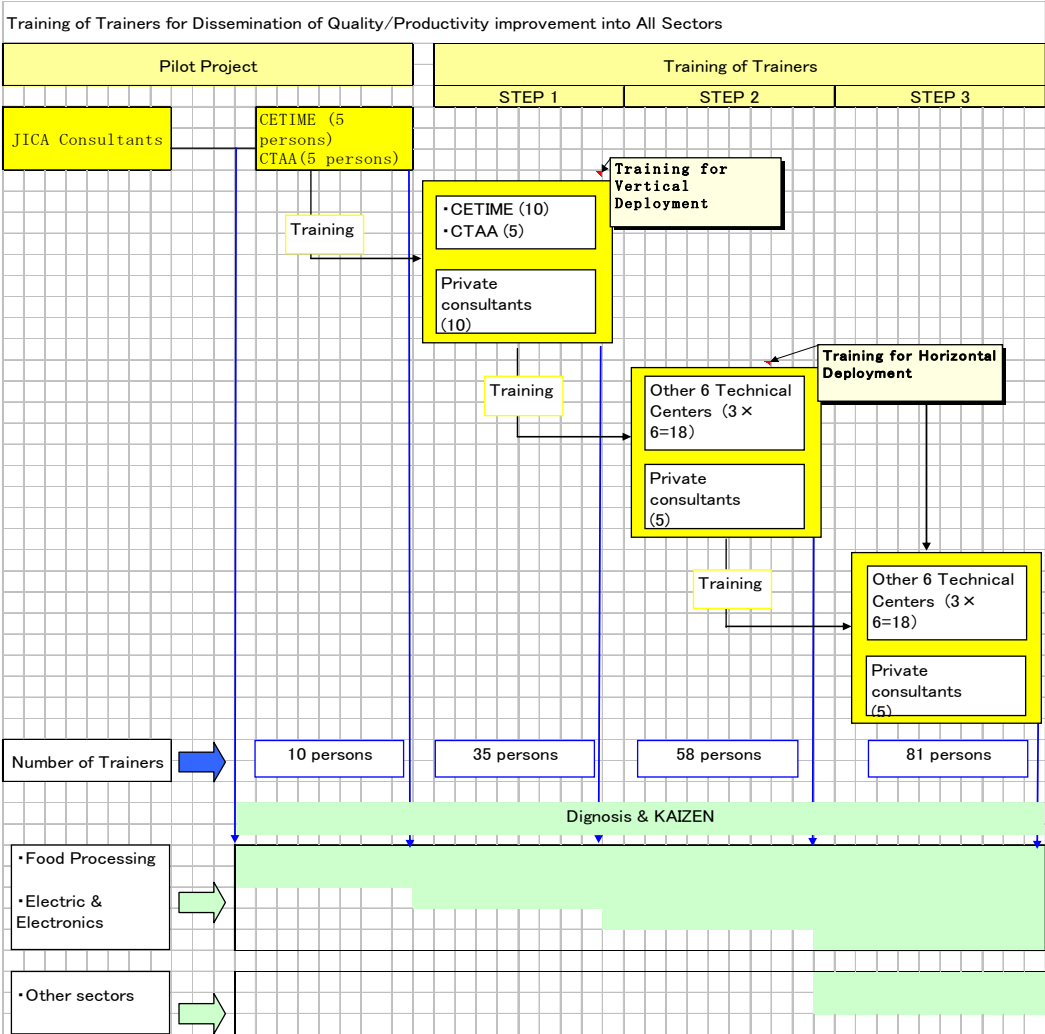 Training of Trainers for Dissemination of Quality/Productivity improvement into All Sectors
Pilot Project
Training of Trainers
STEP 1
STEP 2
STEP 3
JICA Consultants
CETIME (5
persons)
CTAA(5 persons)
Training for
Vertical
Deployment
・CETIME (10)
・CTAA (5)
Training
Private
consultants
(10)
Training for Horizontal
Deployment
Training
Other 6 Technical
Centers (3×
6=18)
Private
consultants
(5)
Training
Other 6 Technical
Centers (3×
6=18)
Private
consultants
(5)
Number of Trainers
10 persons
35 persons
58 persons
81 persons
Dignosis & KAIZEN
・Food Processing
・Electric &
Electronics
・Other sectors